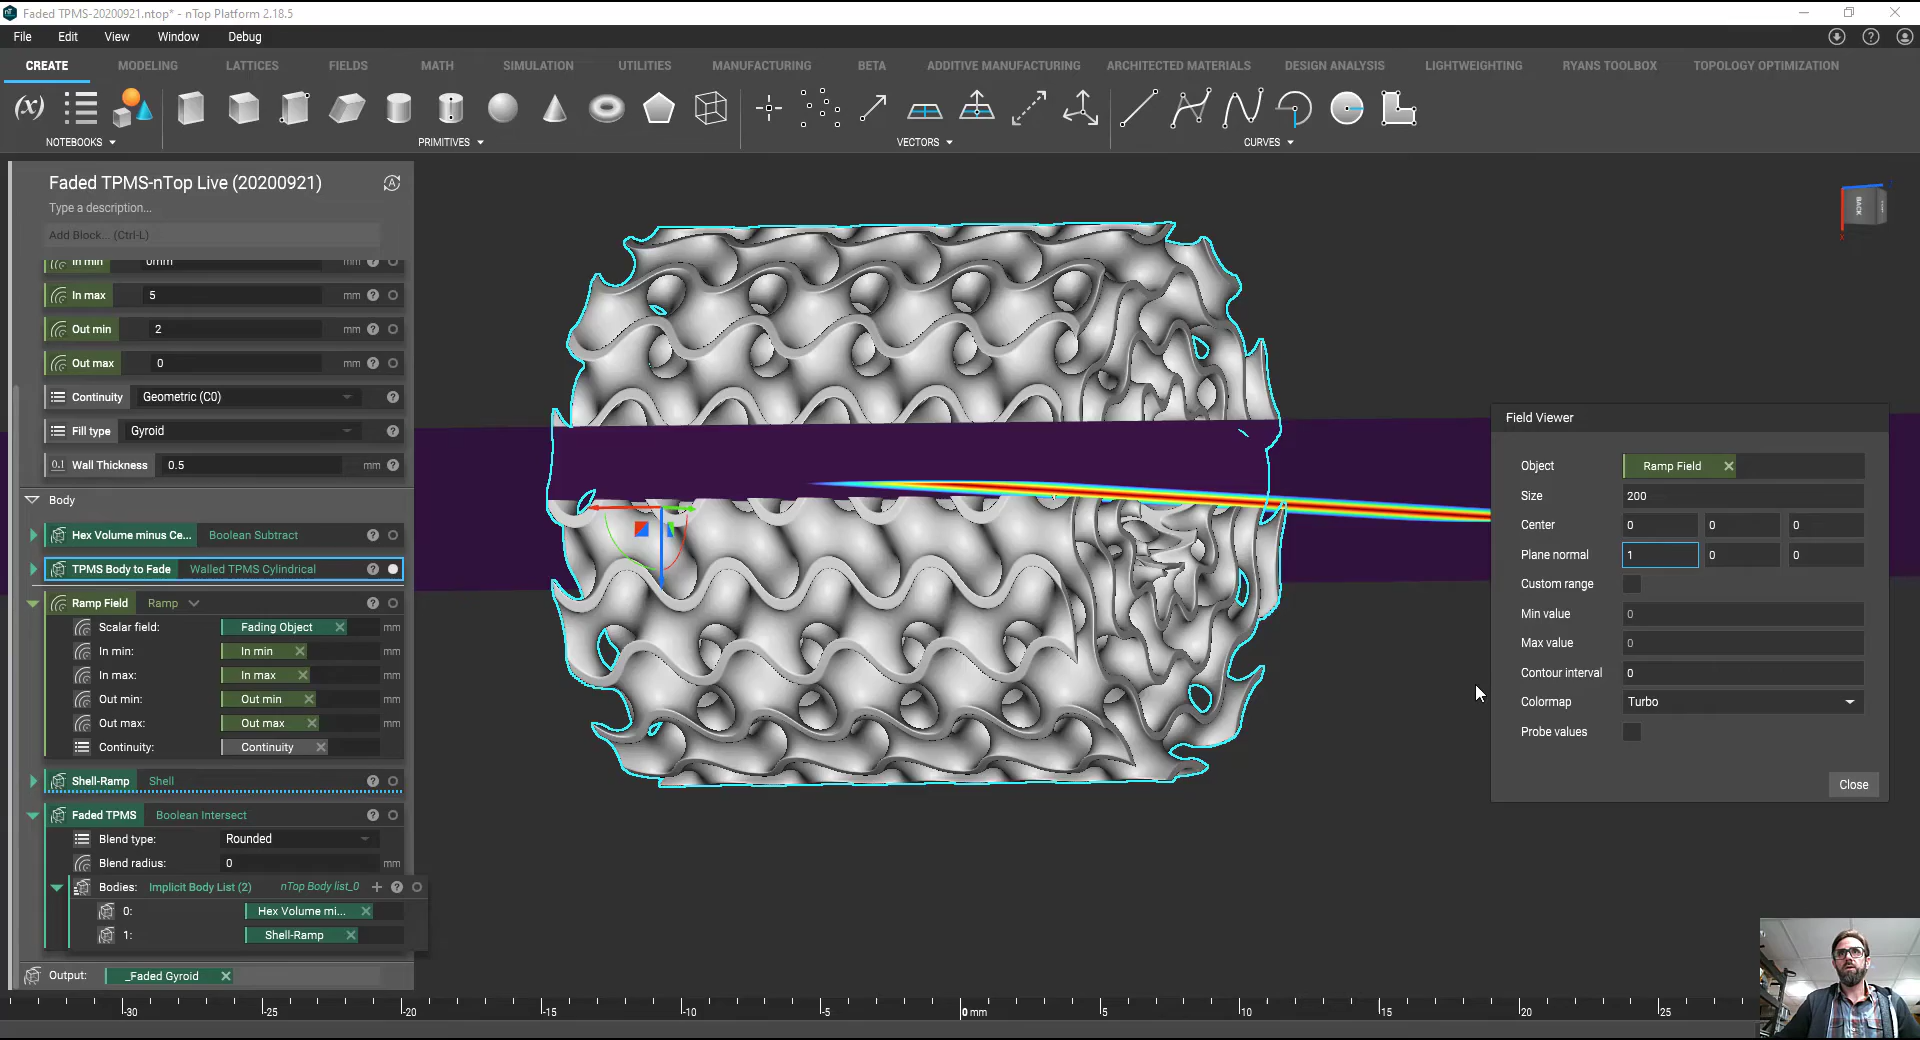 Faded TPMS-20200921.ntop* - nTop Platform 2.18.5
File Edit View Window Debug
CREATE MODELING LATTICES FIELDS MATH SIMULATION UTILITIES MANUFACTURING BETA ADDITIVE MANUFACTURING ARCHITECTED MATERIALS DESIGN ANALYSIS LIGHTWEIGHTING RYANS TOOLBOX TOPOLOGY OPTIMIZATION
(x)
NOTEBOOKS PRIMITIVES VECTORS CURVES
Faded TPMS-nTop Live (20200921)
Type a description...
Add Block... (Ctrl-L)
In min 0mm mm
In max 5 mm
Out min 2 mm
Out max 0 mm
Continuity Geometric (C0)
Fill type Gyroid
0.1 Wall Thickness 0.5 mm
Body
Hex Volume minus Ce... Boolean Subtract
TPMS Body to Fade Walled TPMS Cylindrical
Ramp Field Ramp
Scalar field: Fading Object mm
In min: In min mm
In max: In max mm
Out min: Out min mm
Out max: Out max mm
Continuity: Continuity
Shell-Ramp Shell
Faded TPMS Boolean Intersect
Blend type: Rounded
Blend radius: 0 mm
Bodies: Implicit Body List (2) nTop Body list_0
0: Hex Volume mi...
1: Shell-Ramp
Output: _Faded Gyroid
BACK
Field Viewer
Object Ramp Field
Size 200
Center 0 0 0
Plane normal 1 0 0
Custom range
Min value 0
Max value 0
Contour interval 0
Colormap Turbo
Probe values
Close
-30 -25 -20 -15 -10 -5 0 mm 5 10 15 20 25